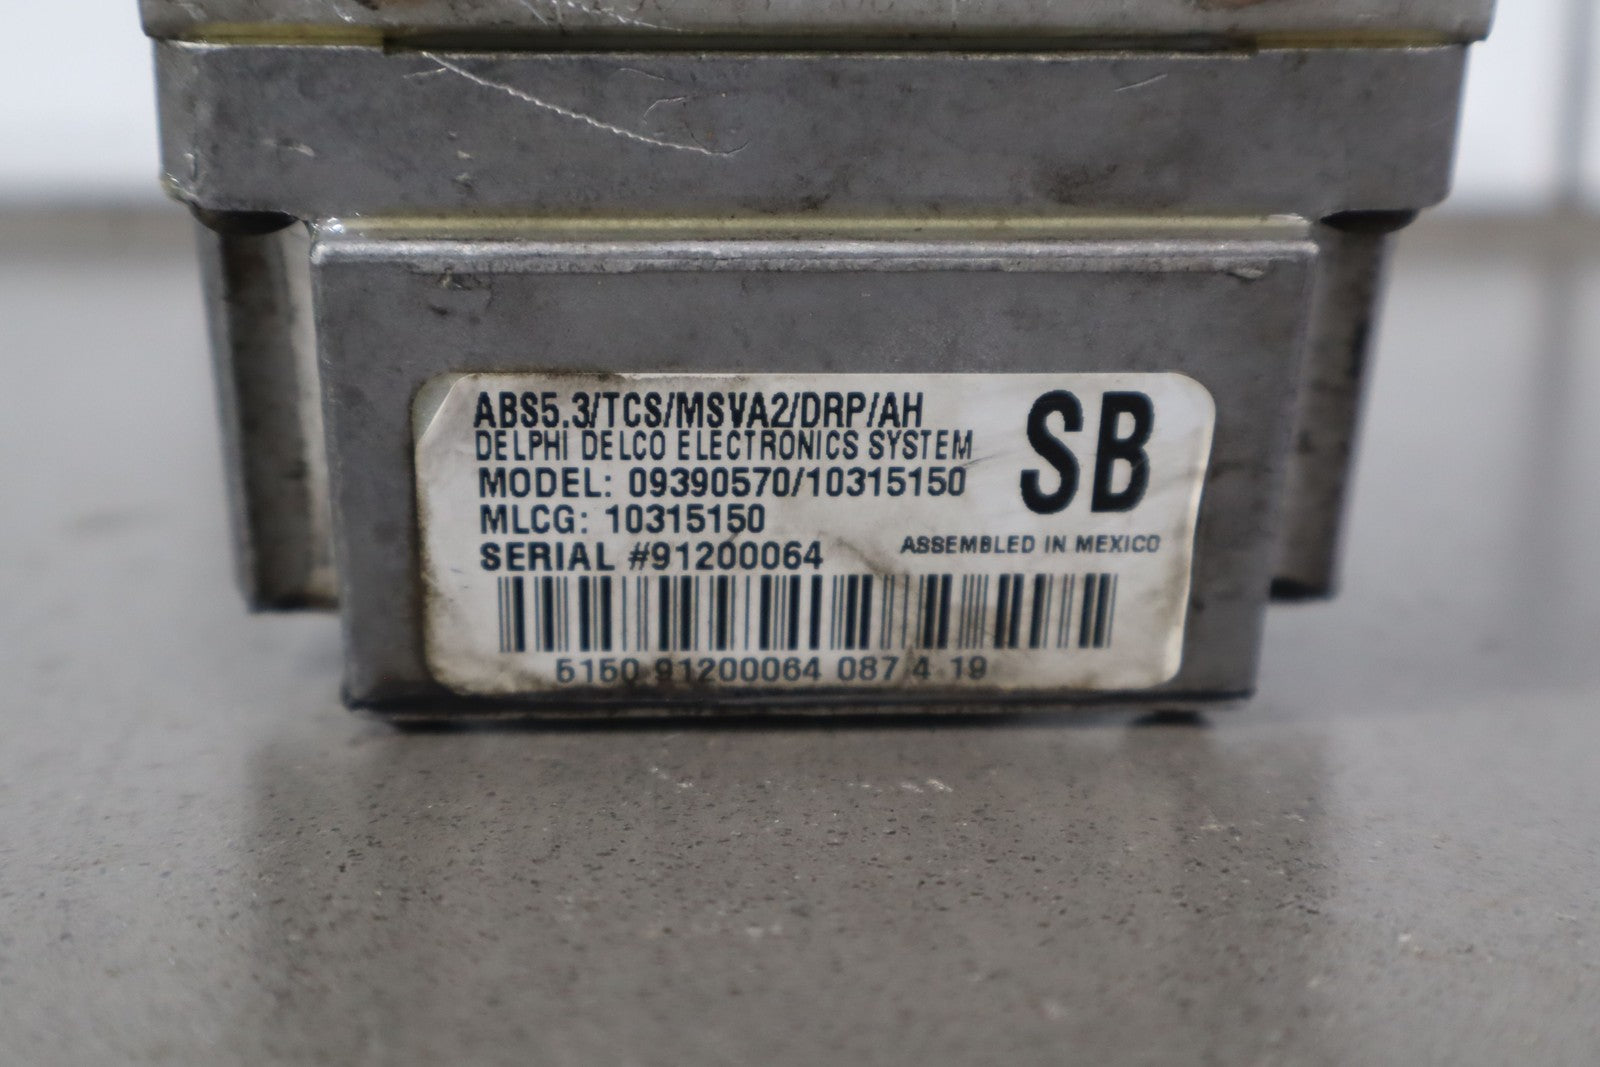 ABS5.3/TCS/MSVA2/DRP/AH
SB
DELPHI DELCO ELECTRONICS SYSTEM
MODEL: 09390570/10315150
MLCG: 10315150
ASSEMBLED IN MEXICO
SERIAL #91200064
5150 91200064 087 4 19